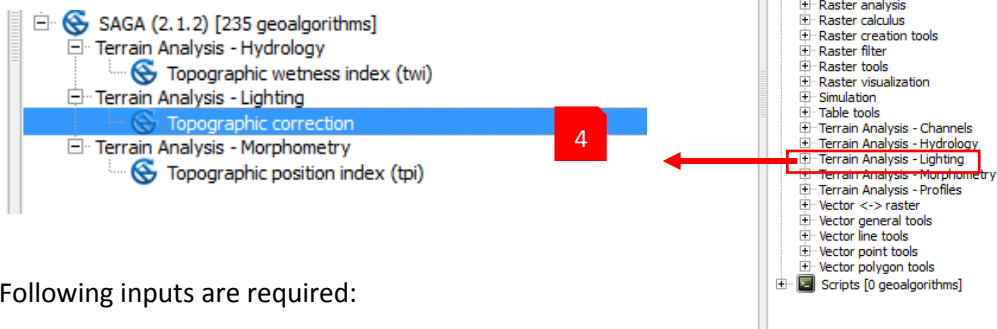 SAGA (2.1.2) [235 geoalgorithms]
Terrain Analysis - Hydrology
Topographic wetness index (twi)
Terrain Analysis - Lighting
Topographic correction
Terrain Analysis - Morphometry
Topographic position index (tpi)
4
Raster analysis
Raster calculus
Raster creation tools
Raster filter
Raster tools
Raster visualization
Simulation
Table tools
Terrain Analysis - Channels
Terrain Analysis - Hydrology
Terrain Analysis - Lighting
Terrain Analysis - Morphometry
Terrain Analysis - Profiles
Vector <-> raster
Vector general tools
Vector line tools
Vector point tools
Vector polygon tools
Scripts [0 geoalgorithms]
Following inputs are required: